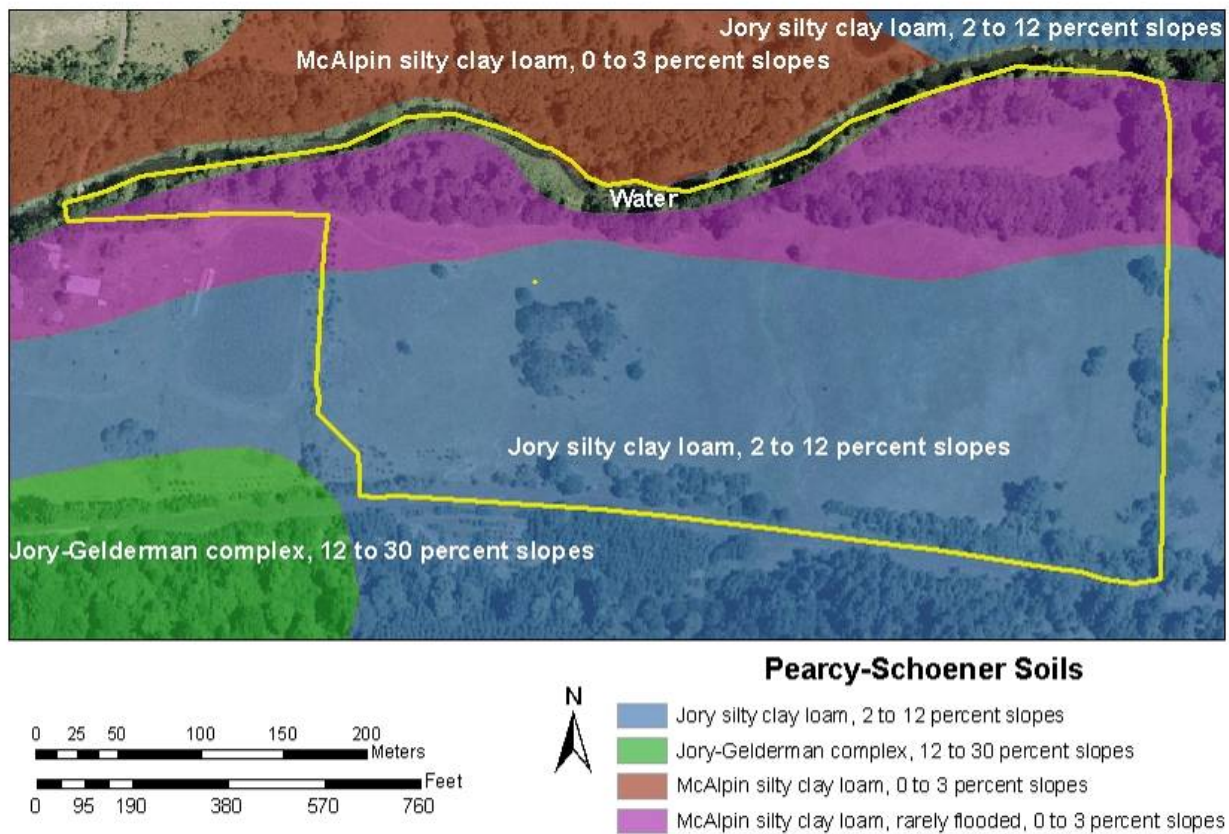 Jory silty clay loam, 2 to 12 percent slopes
McAlpin silty clay loam, 0 to 3 percent slopes
Water
Jory silty clay loam, 2 to 12 percent slopes
Jory-Gelderman complex, 12 to 30 percent slopes
Pearcy-Schoener Soils
N
0 25 50 100 150 200
Meters
Feet
0 95 190 380 570 760
Jory silty clay loam, 2 to 12 percent slopes
Jory-Gelderman complex, 12 to 30 percent slopes
McAlpin silty clay loam, 0 to 3 percent slopes
McAlpin silty clay loam, rarely flooded, 0 to 3 percent slopes